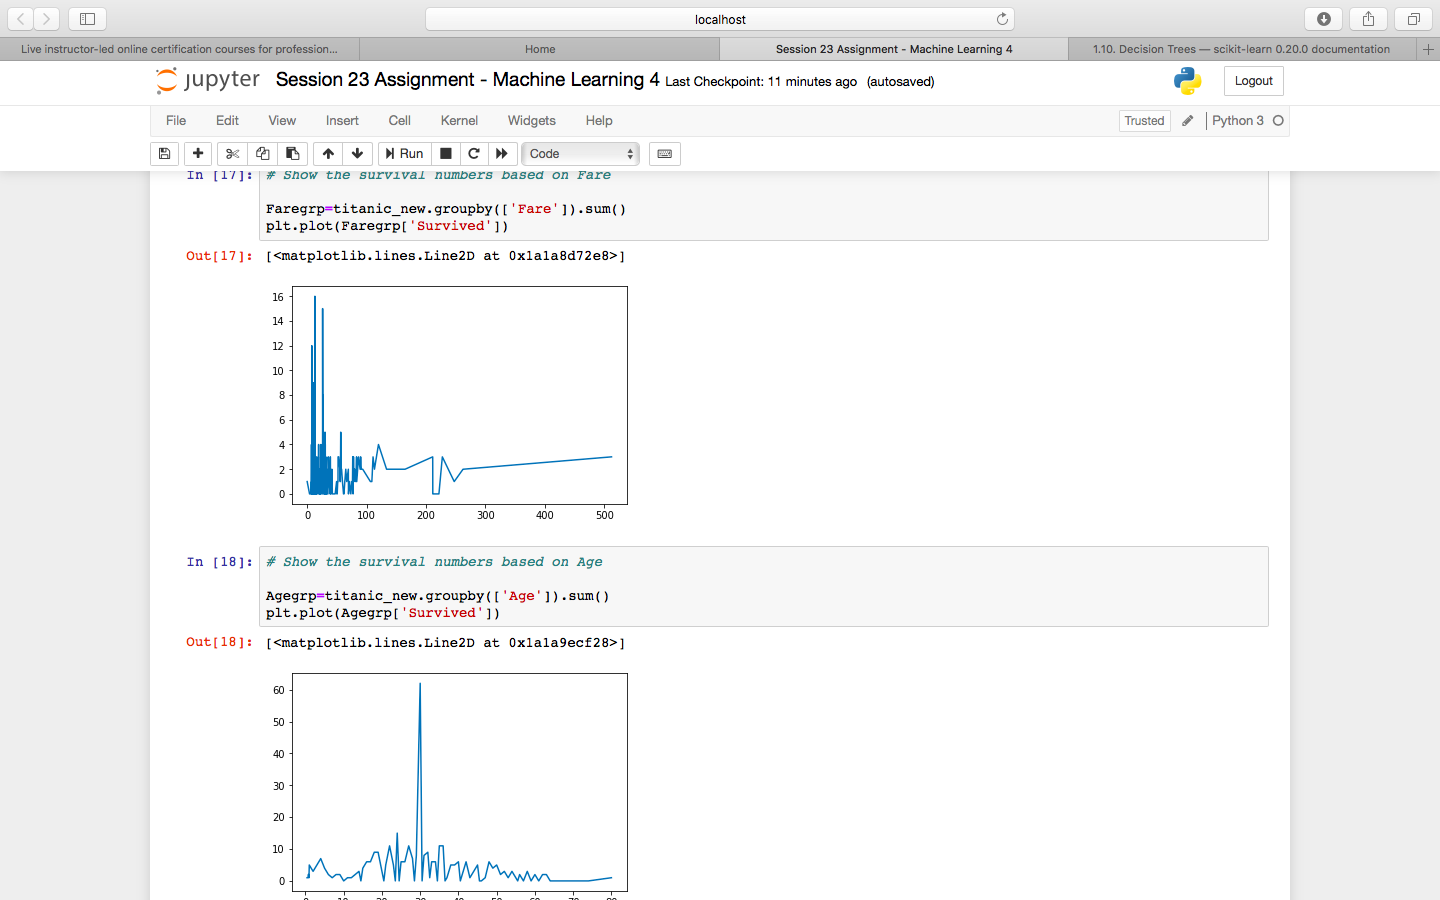 localhost
Live instructor-led online certification courses for profession...
Home
Session 23 Assignment - Machine Learning 4
1.10. Decision Trees — scikit-learn 0.20.0 documentation
jupyter
Session 23 Assignment - Machine Learning 4 Last Checkpoint: 11 minutes ago (autosaved)
Logout
File Edit View Insert Cell Kernel Widgets Help
Trusted
Python 3
Run
Code
In [17]: # Show the survival numbers based on Fare
Faregrp=titanic_new.groupby(['Fare']).sum()
plt.plot(Faregrp['Survived'])
Out[17]: [<matplotlib.lines.Line2D at 0x1a1a8d72e8>]
16
14
12
10
8
6
4
2
0
0 100 200 300 400 500
In [18]: # Show the survival numbers based on Age
Agegrp=titanic_new.groupby(['Age']).sum()
plt.plot(Agegrp['Survived'])
Out[18]: [<matplotlib.lines.Line2D at 0x1a1a9ecf28>]
60
50
40
30
20
10
0